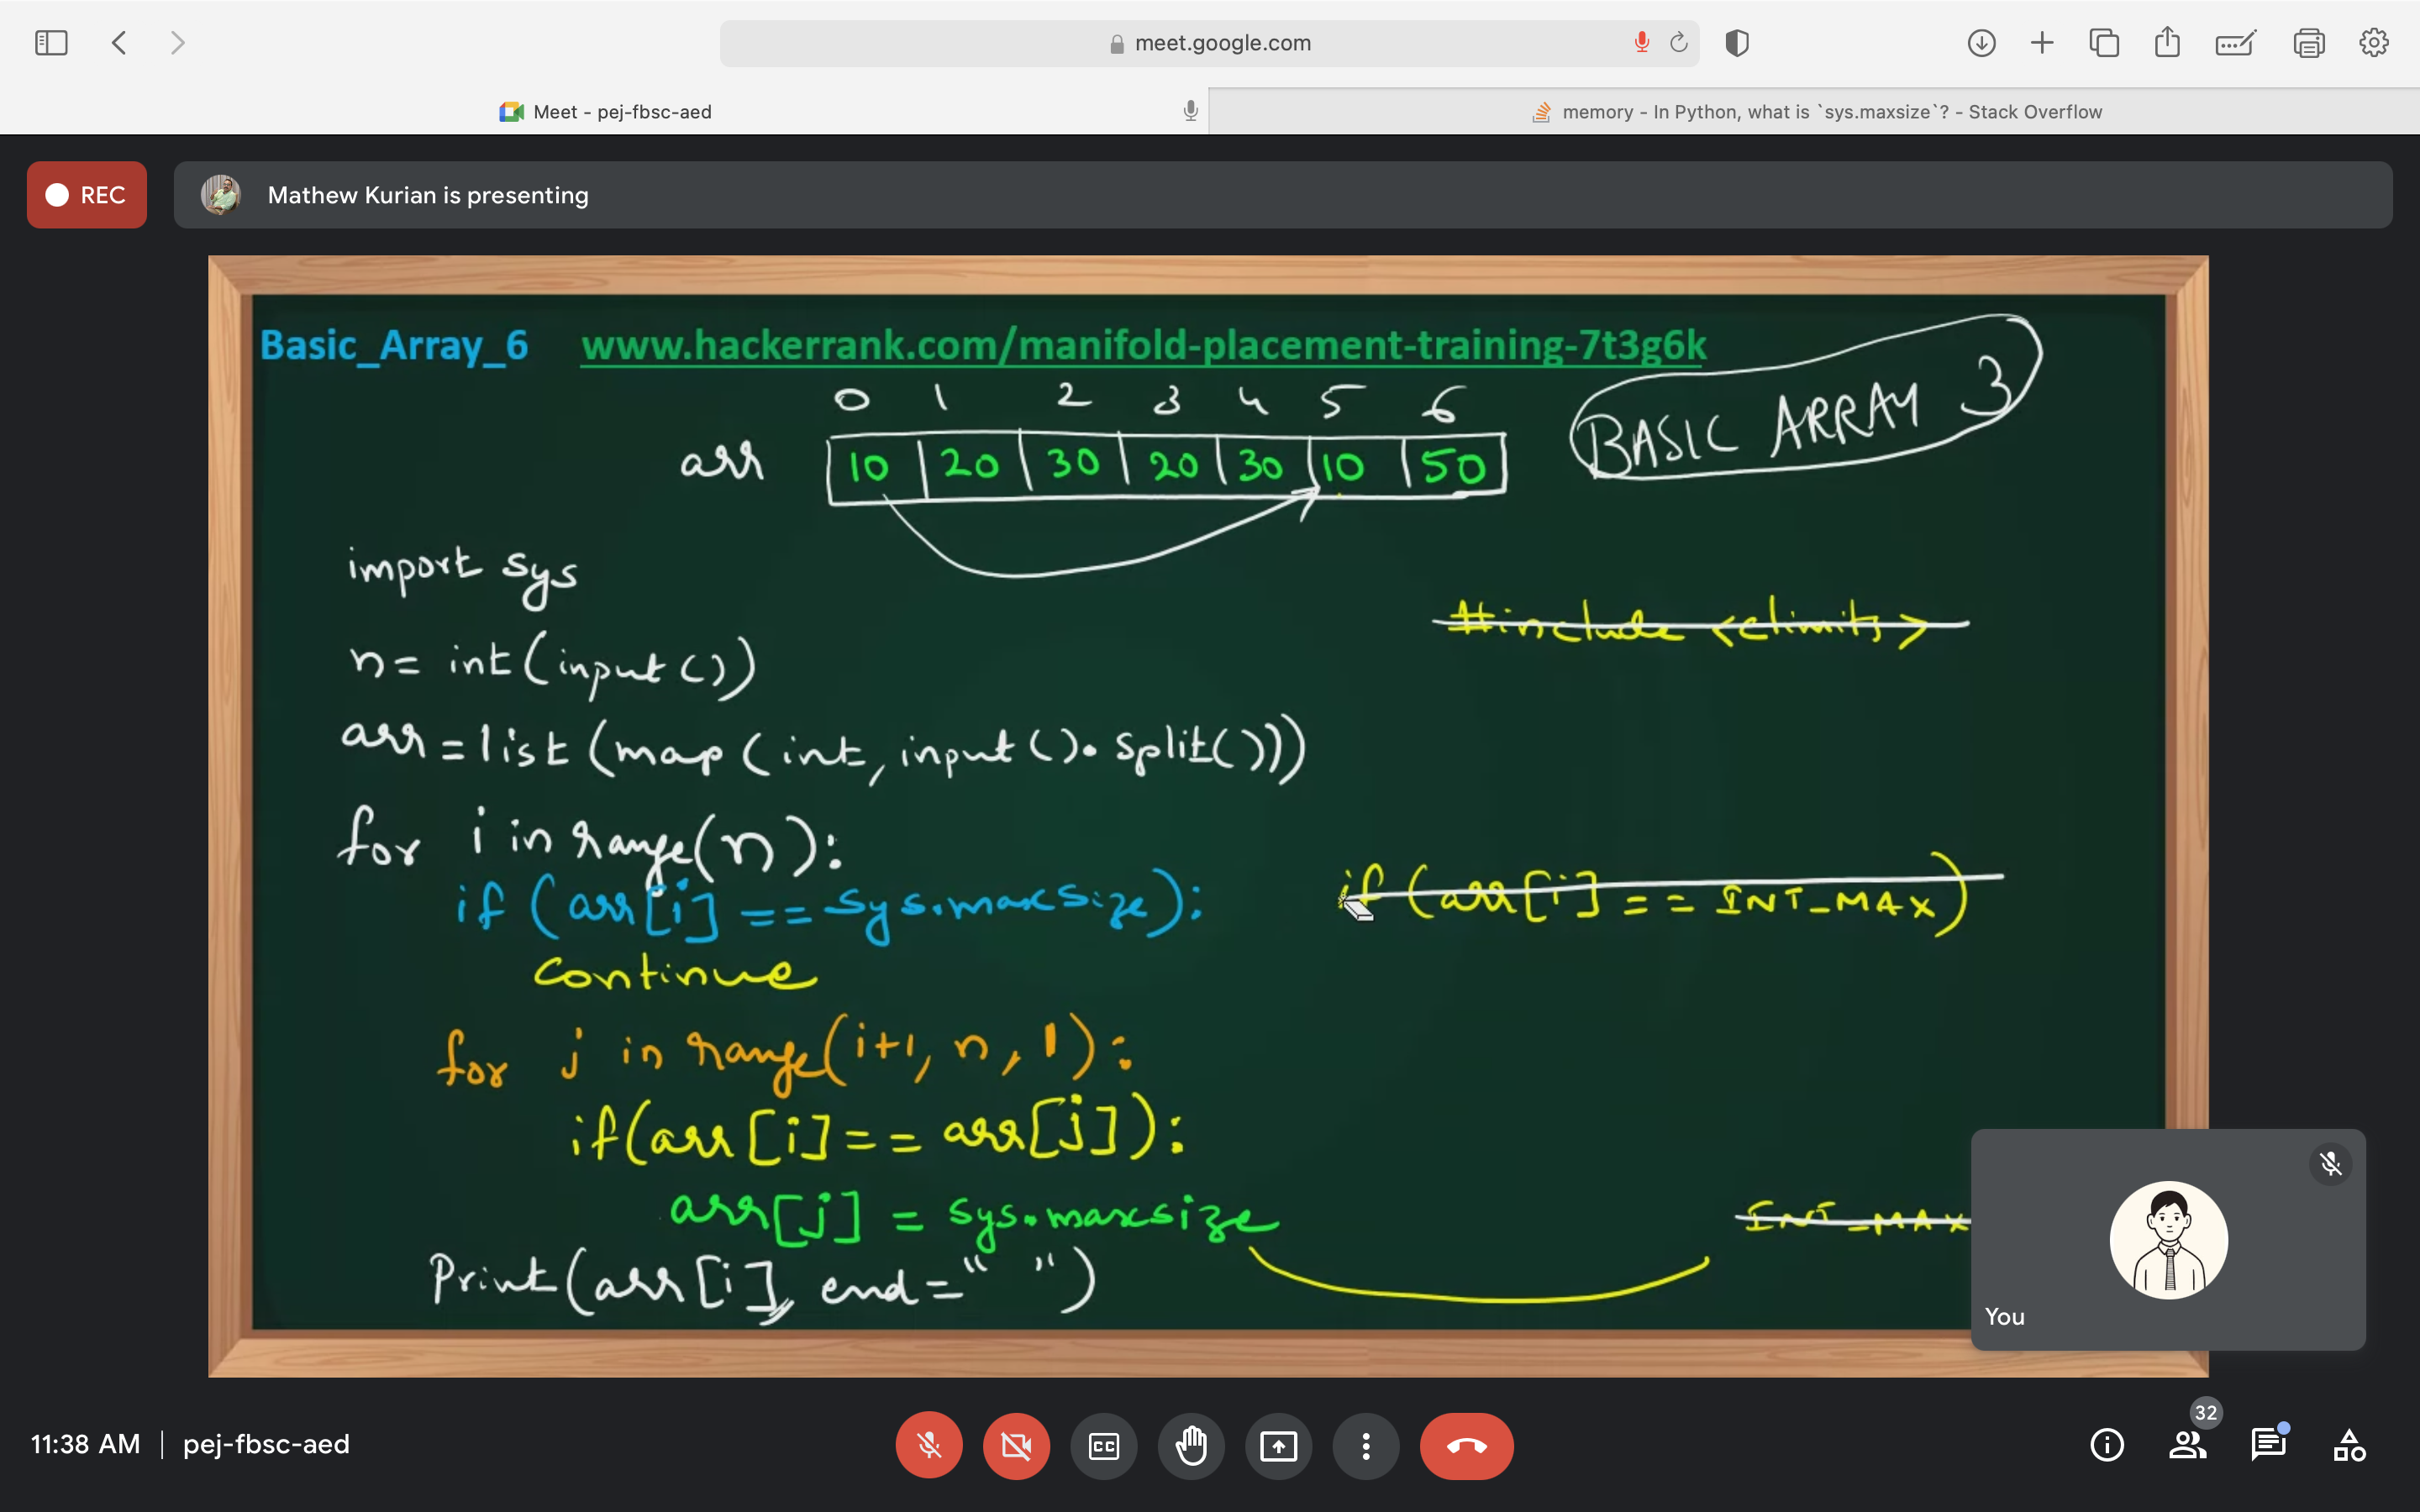 meet.google.com
Meet - pej-fbsc-aed
memory - In Python, what is `sys.maxsize`? - Stack Overflow
REC
Mathew Kurian is presenting
Basic_Array_6 www.hackerrank.com/manifold-placement-training-7t3g6k
0 1 2 3 4 5 6
BASIC ARRAY 3
arr 10 20 30 20 30 10 50
import sys
#include <climits>
n = int(input())
arr = list(map(int, input().split()))
for i in range(n):
if (arr[i] == sys.maxsize):
if (arr[i] == INT_MAX)
continue
for j in range(i+1, n, 1):
if(arr[i] == arr[j]):
arr[j] = sys.maxsize
INT_MAX
Print(arr[i], end=" ")
You
11:38 AM | pej-fbsc-aed
CC
32